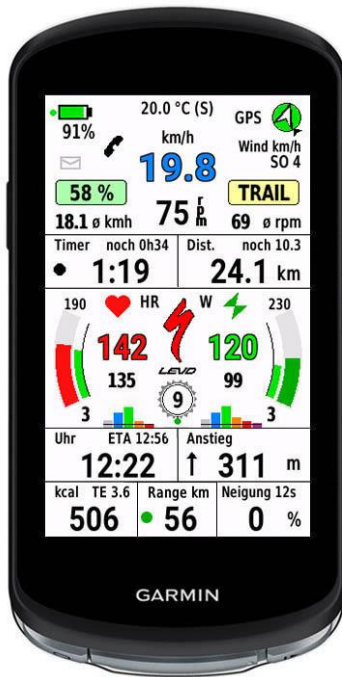 20.0 °C (S)
GPS
91%
km/h
Wind km/h
SO 4
19.8
58 %
TRAIL
18.1 ø kmh
75 rpm
69 ø rpm
Timer noch 0h34
Dist. noch 10.3
1:19
24.1 km
190
HR
W
230
142
120
LEVO
135
99
9
3
3
Uhr ETA 12:56
Anstieg
12:22
↑ 311 m
kcal TE 3.6
Range km
Neigung 12s
506
56
0 %
GARMIN